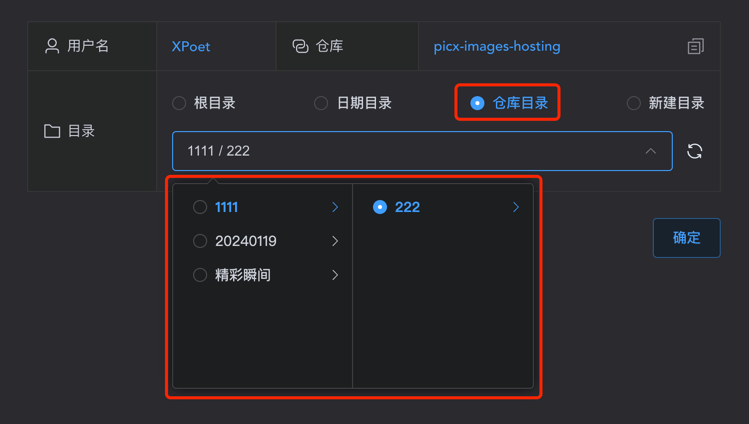 用户名 XPoet 仓库 picx-images-hosting
根目录 日期目录 仓库目录 新建目录
目录
1111 / 222
1111 222
20240119
精彩瞬间
确定